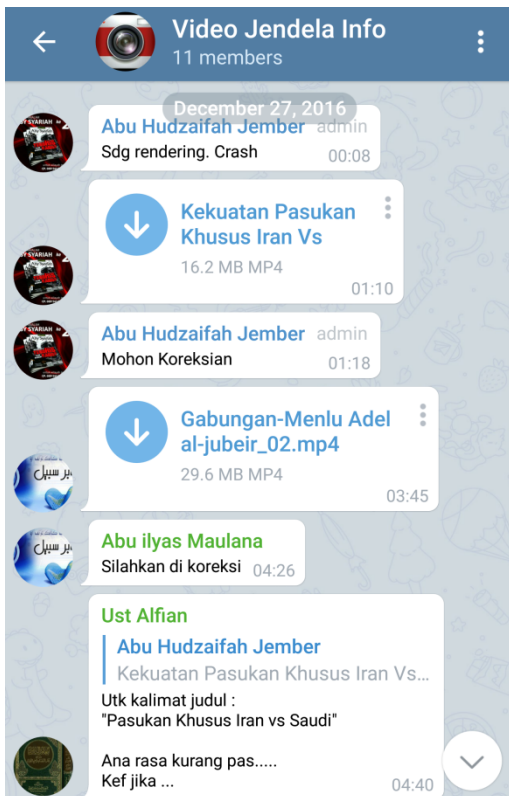 Video Jendela Info
11 members
December 27, 2016
Abu Hudzaifah Jember admin
Sdg rendering. Crash 00:08
Kekuatan Pasukan
Khusus Iran Vs
16.2 MB MP4
01:10
Abu Hudzaifah Jember admin
Mohon Koreksian 01:18
Gabungan-Menlu Adel
al-jubeir_02.mp4
29.6 MB MP4
03:45
Abu ilyas Maulana
Silahkan di koreksi 04:26
Ust Alfian
Abu Hudzaifah Jember
Kekuatan Pasukan Khusus Iran Vs...
Utk kalimat judul :
"Pasukan Khusus Iran vs Saudi"
Ana rasa kurang pas.....
Kef jika ... 04:40